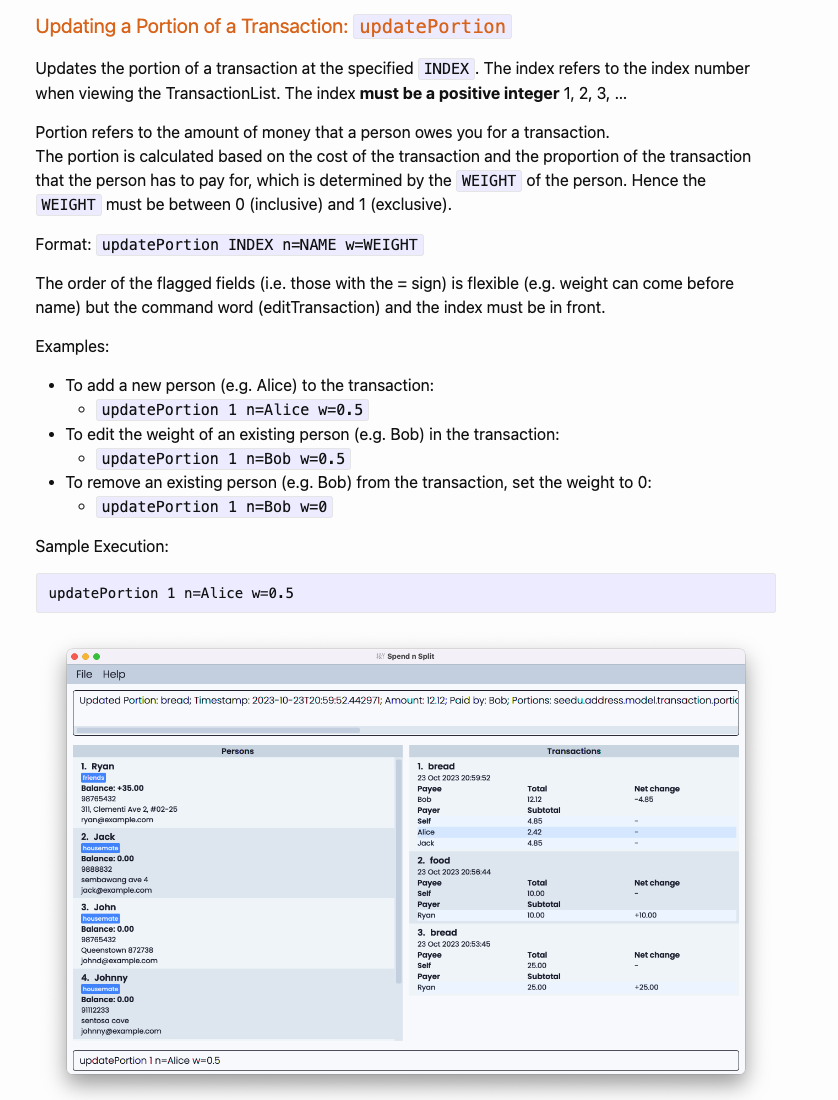 Updating a Portion of a Transaction: updatePortion
Updates the portion of a transaction at the specified INDEX. The index refers to the index number
when viewing the TransactionList. The index must be a positive integer 1, 2, 3, …
Portion refers to the amount of money that a person owes you for a transaction.
The portion is calculated based on the cost of the transaction and the proportion of the transaction
that the person has to pay for, which is determined by the WEIGHT of the person. Hence the
WEIGHT must be between 0 (inclusive) and 1 (exclusive).
Format: updatePortion INDEX n=NAME w=WEIGHT
The order of the flagged fields (i.e. those with the = sign) is flexible (e.g. weight can come before
name) but the command word (editTransaction) and the index must be in front.
Examples:
• To add a new person (e.g. Alice) to the transaction:
◦ updatePortion 1 n=Alice w=0.5
• To edit the weight of an existing person (e.g. Bob) in the transaction:
◦ updatePortion 1 n=Bob w=0.5
• To remove an existing person (e.g. Bob) from the transaction, set the weight to 0:
◦ updatePortion 1 n=Bob w=0
Sample Execution:
updatePortion 1 n=Alice w=0.5
Spend n Split
File Help
Updated Portion: bread; Timestamp: 2023-10-23T20:59:52.442971; Amount: 12.12; Paid by: Bob; Portions: seedu.address.model.transaction.portic
Persons
1. Ryan
friends
Balance: +35.00
98765432
311, Clementi Ave 2, #02-25
ryan@example.com
2. Jack
housemate
Balance: 0.00
9888832
sembawang ave 4
jack@example.com
3. John
housemate
Balance: 0.00
98765432
Queenstown 872738
johnd@example.com
4. Johnny
housemate
Balance: 0.00
91112233
sentosa cove
johnny@example.com
Transactions
1. bread
23 Oct 2023 20:59:52
Payee Total Net change
Bob 12.12 -4.85
Payer Subtotal
Self 4.85 -
Alice 2.42 -
Jack 4.85 -
2. food
23 Oct 2023 20:56:44
Payee Total Net change
Self 10.00 -
Payer Subtotal
Ryan 10.00 +10.00
3. bread
23 Oct 2023 20:53:45
Payee Total Net change
Self 25.00 -
Payer Subtotal
Ryan 25.00 +25.00
updatePortion 1 n=Alice w=0.5